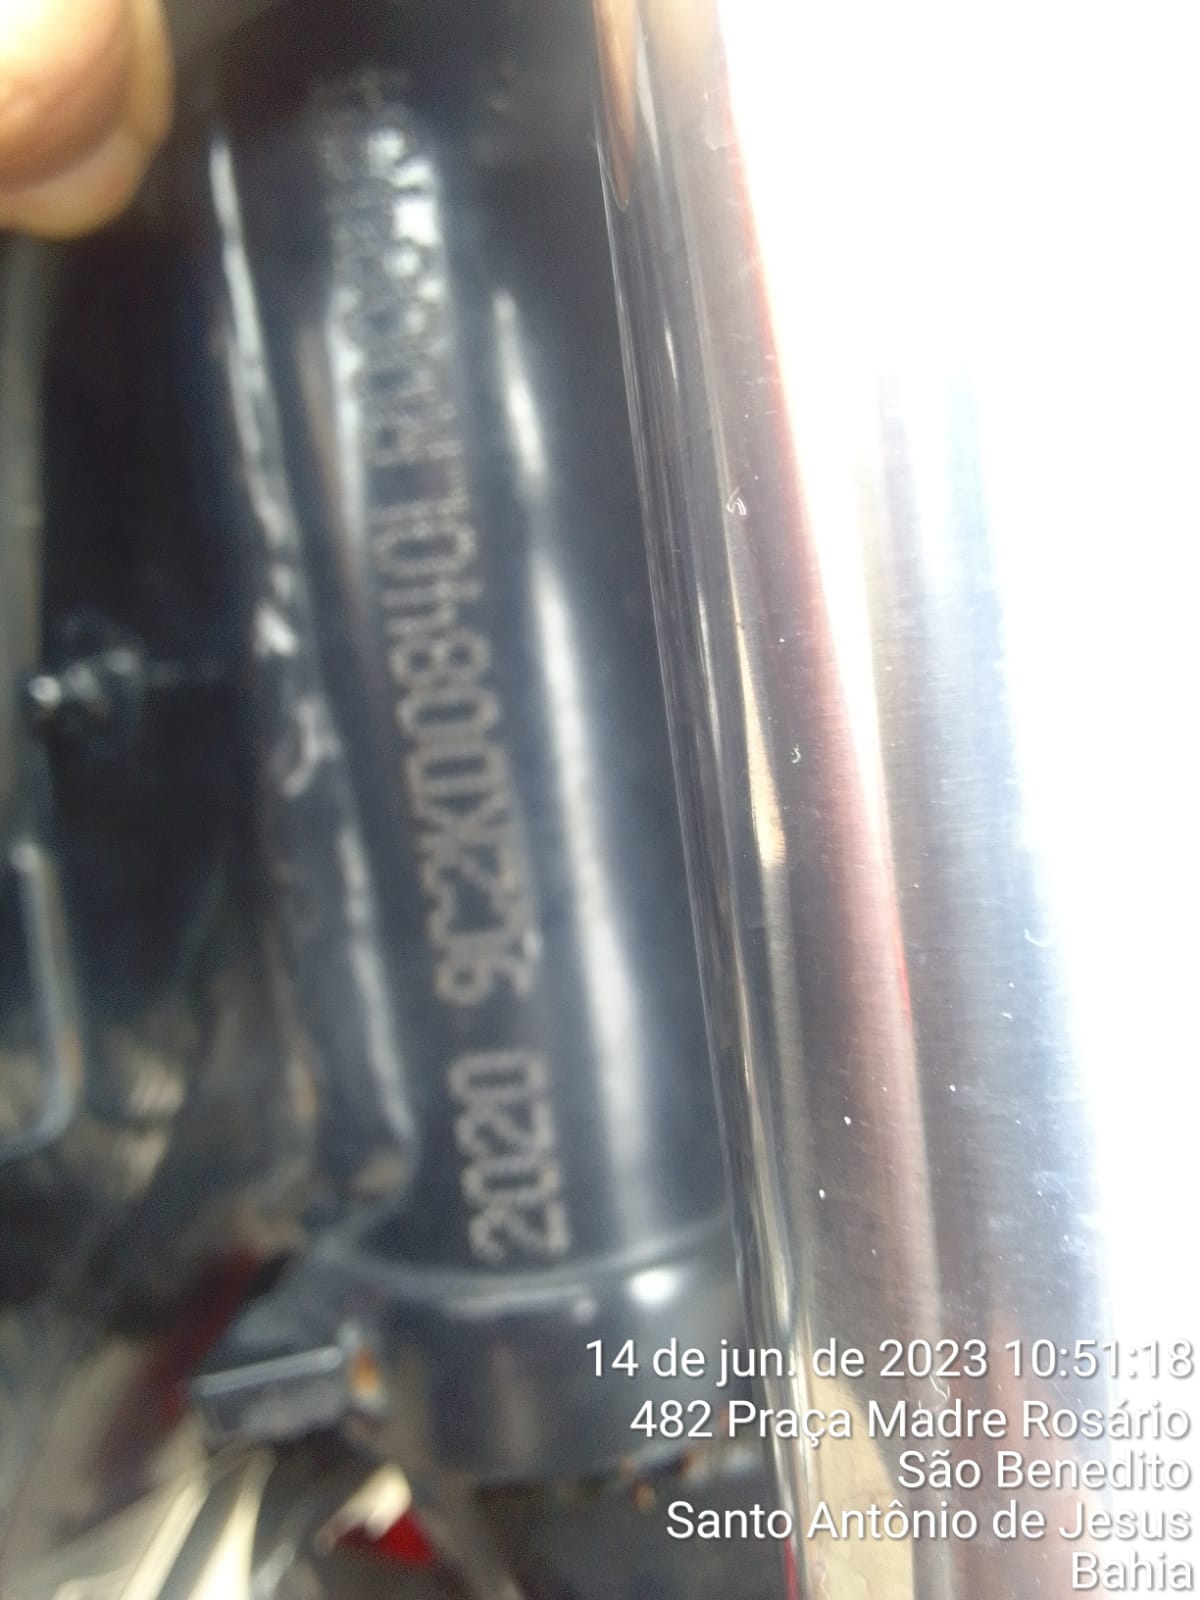 2020 9C2KD0840LR0
14 de jun. de 2023 10:51:18
482 Praça Madre Rosário
São Benedito
Santo Antônio de Jesus
Bahia